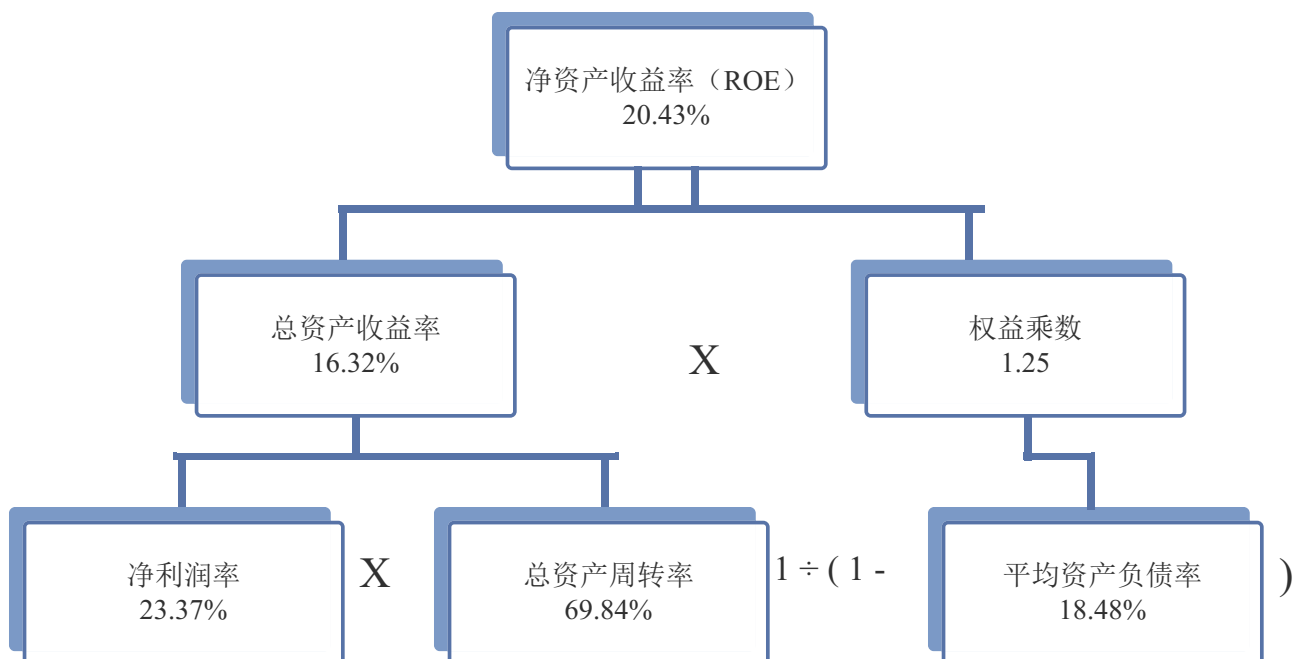 净资产收益率（ROE）
20.43%
总资产收益率
16.32%
X
权益乘数
1.25
净利润率
23.37%
X
总资产周转率
69.84%
1 ÷ ( 1 -
平均资产负债率
18.48%
)